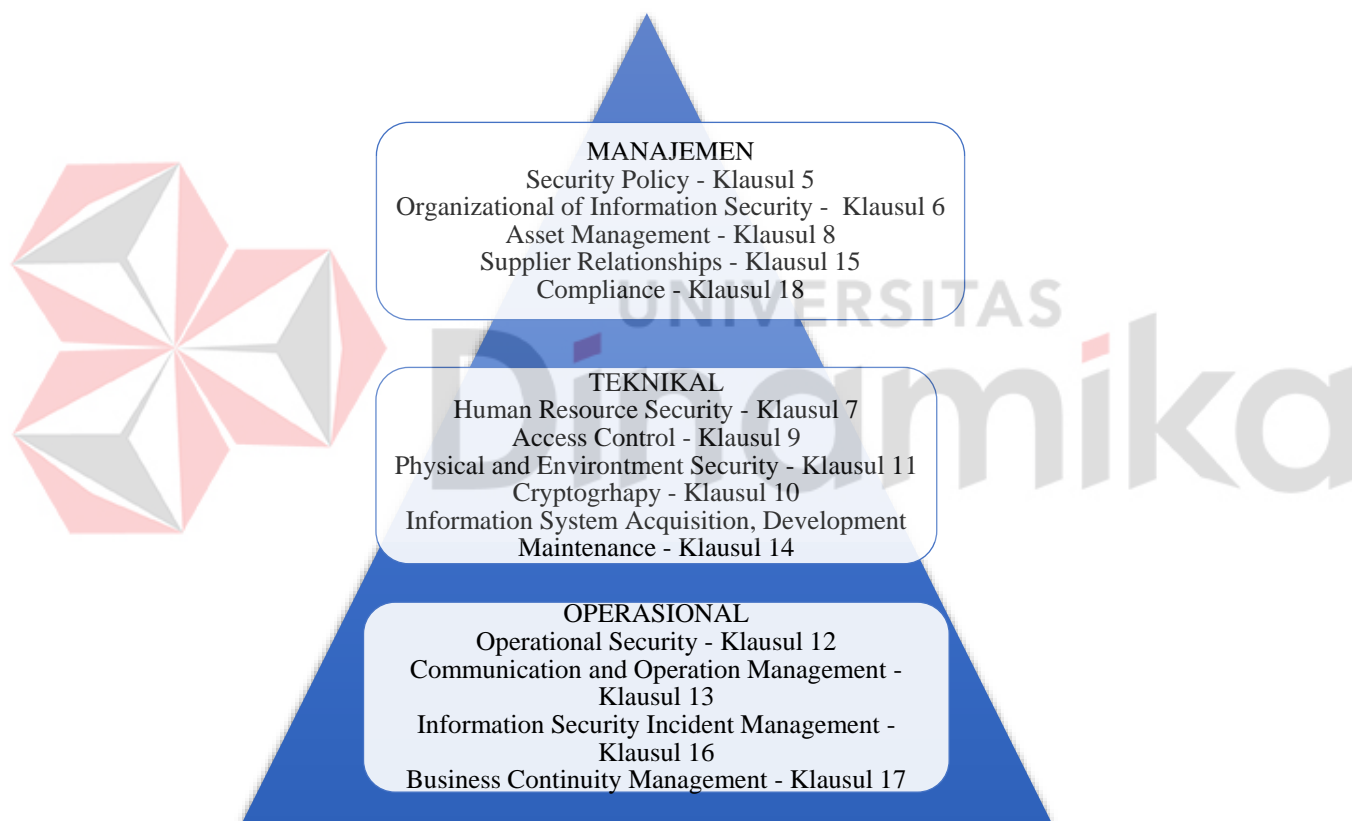 MANAJEMEN
Security Policy - Klausul 5
Organizational of Information Security - Klausul 6
Asset Management - Klausul 8
Supplier Relationships - Klausul 15
Compliance - Klausul 18
UNIVERSITAS
Dinamika
TEKNIKAL
Human Resource Security - Klausul 7
Access Control - Klausul 9
Physical and Environtment Security - Klausul 11
Cryptogrhapy - Klausul 10
Information System Acquisition, Development
Maintenance - Klausul 14
OPERASIONAL
Operational Security - Klausul 12
Communication and Operation Management -
Klausul 13
Information Security Incident Management -
Klausul 16
Business Continuity Management - Klausul 17